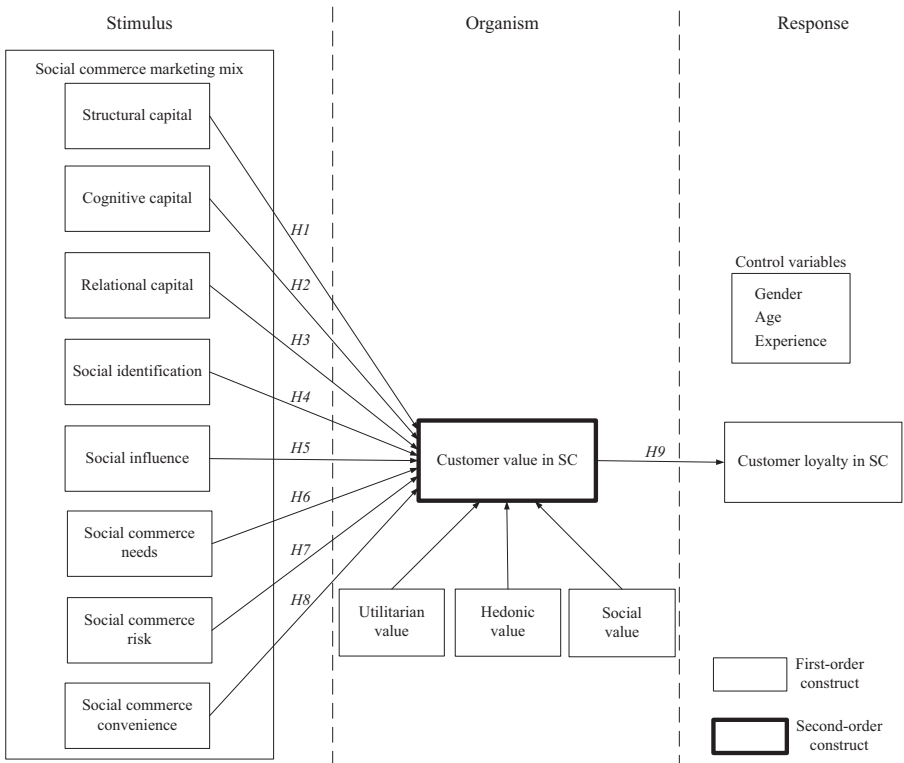 Stimulus
Organism
Response
Social commerce marketing mix
Structural capital
Cognitive capital
Relational capital
Social identification
Social influence
Social commerce
needs
Social commerce
risk
Social commerce
convenience
H1
H2
H3
H4
H5
H6
H7
H8
Customer value in SC
H9
Utilitarian
value
Hedonic
value
Social
value
Control variables
Gender
Age
Experience
Customer loyalty in SC
First-order
construct
Second-order
construct